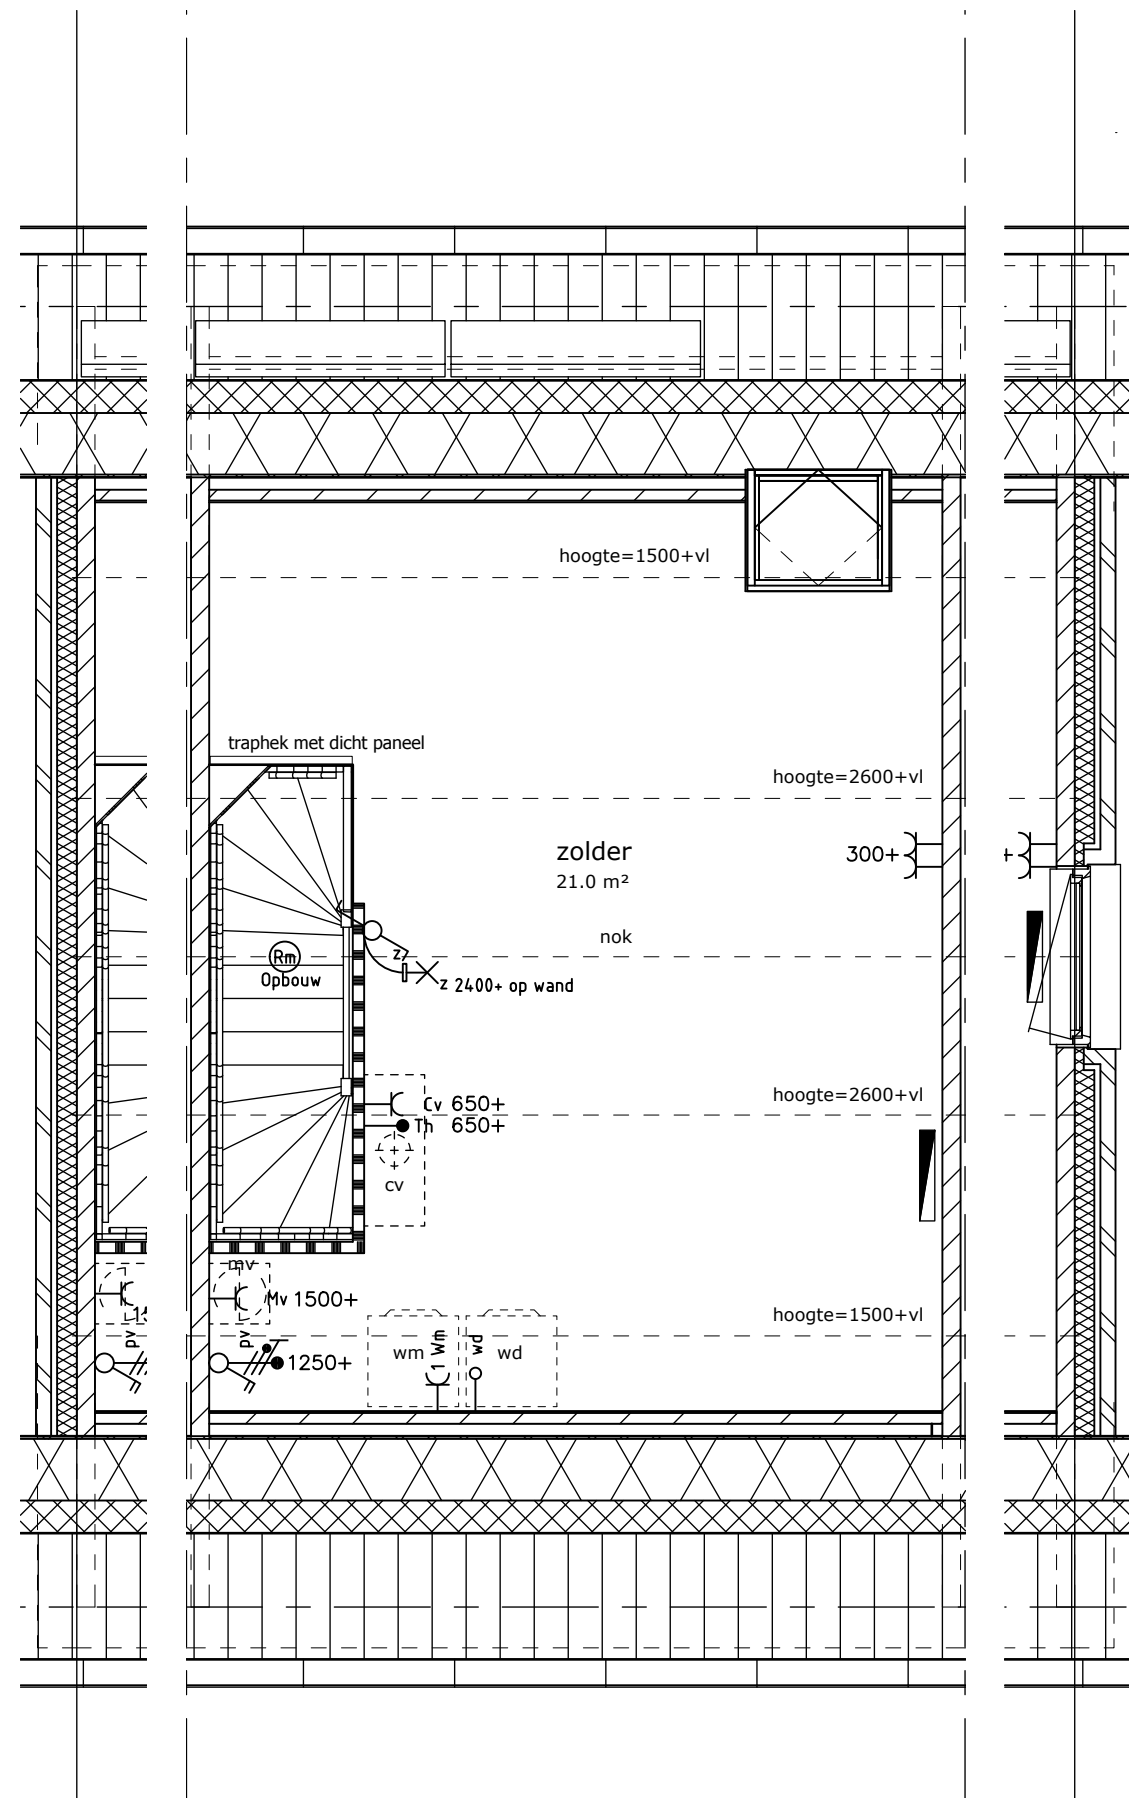 hoogte=1500+vl
traphek met dicht paneel
hoogte=2600+vl
zolder
21.0 m²
300+
+
nok
Rm
Opbouw
z
z 2400+ op wand
hoogte=2600+vl
Cv 650+
Th 650+
cv
mv
Mv 1500+
15
hoogte=1500+vl
pv
pv
1250+
wm
1 Wm
wd
wd